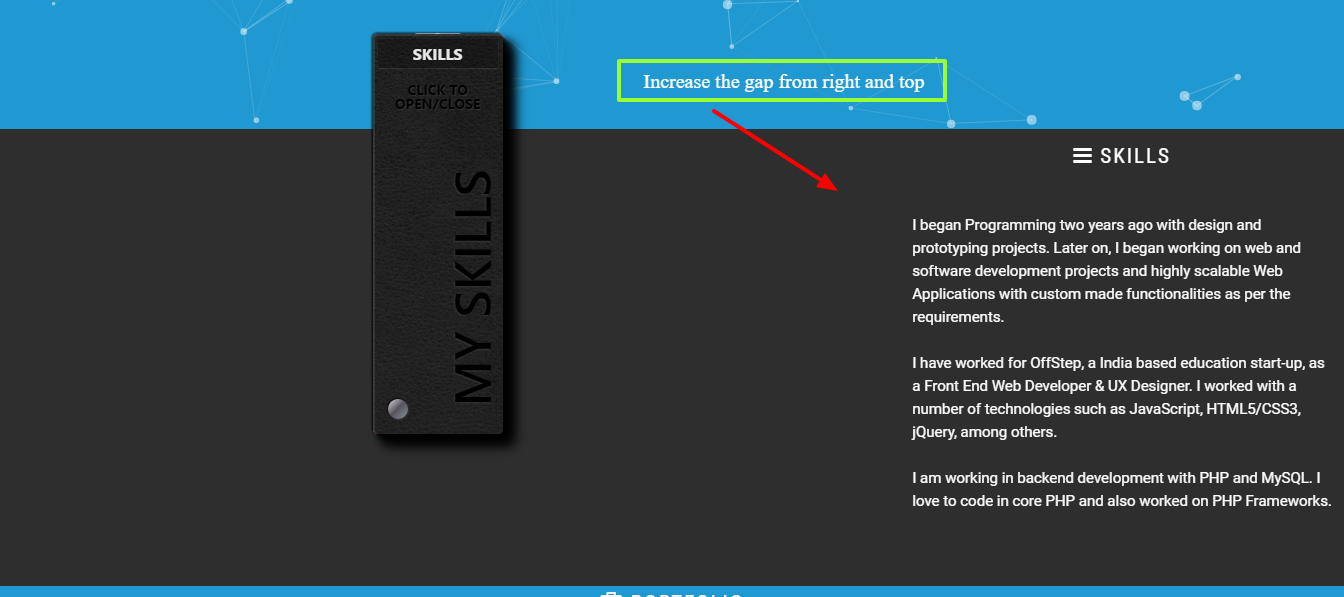 SKILLS
CLICK TO
OPEN/CLOSE
MY SKILLS
Increase the gap from right and top
SKILLS
I began Programming two years ago with design and
prototyping projects. Later on, I began working on web and
software development projects and highly scalable Web
Applications with custom made functionalities as per the
requirements.
I have worked for OffStep, a India based education start-up, as
a Front End Web Developer & UX Designer. I worked with a
number of technologies such as JavaScript, HTML5/CSS3,
jQuery, among others.
I am working in backend development with PHP and MySQL. I
love to code in core PHP and also worked on PHP Frameworks.